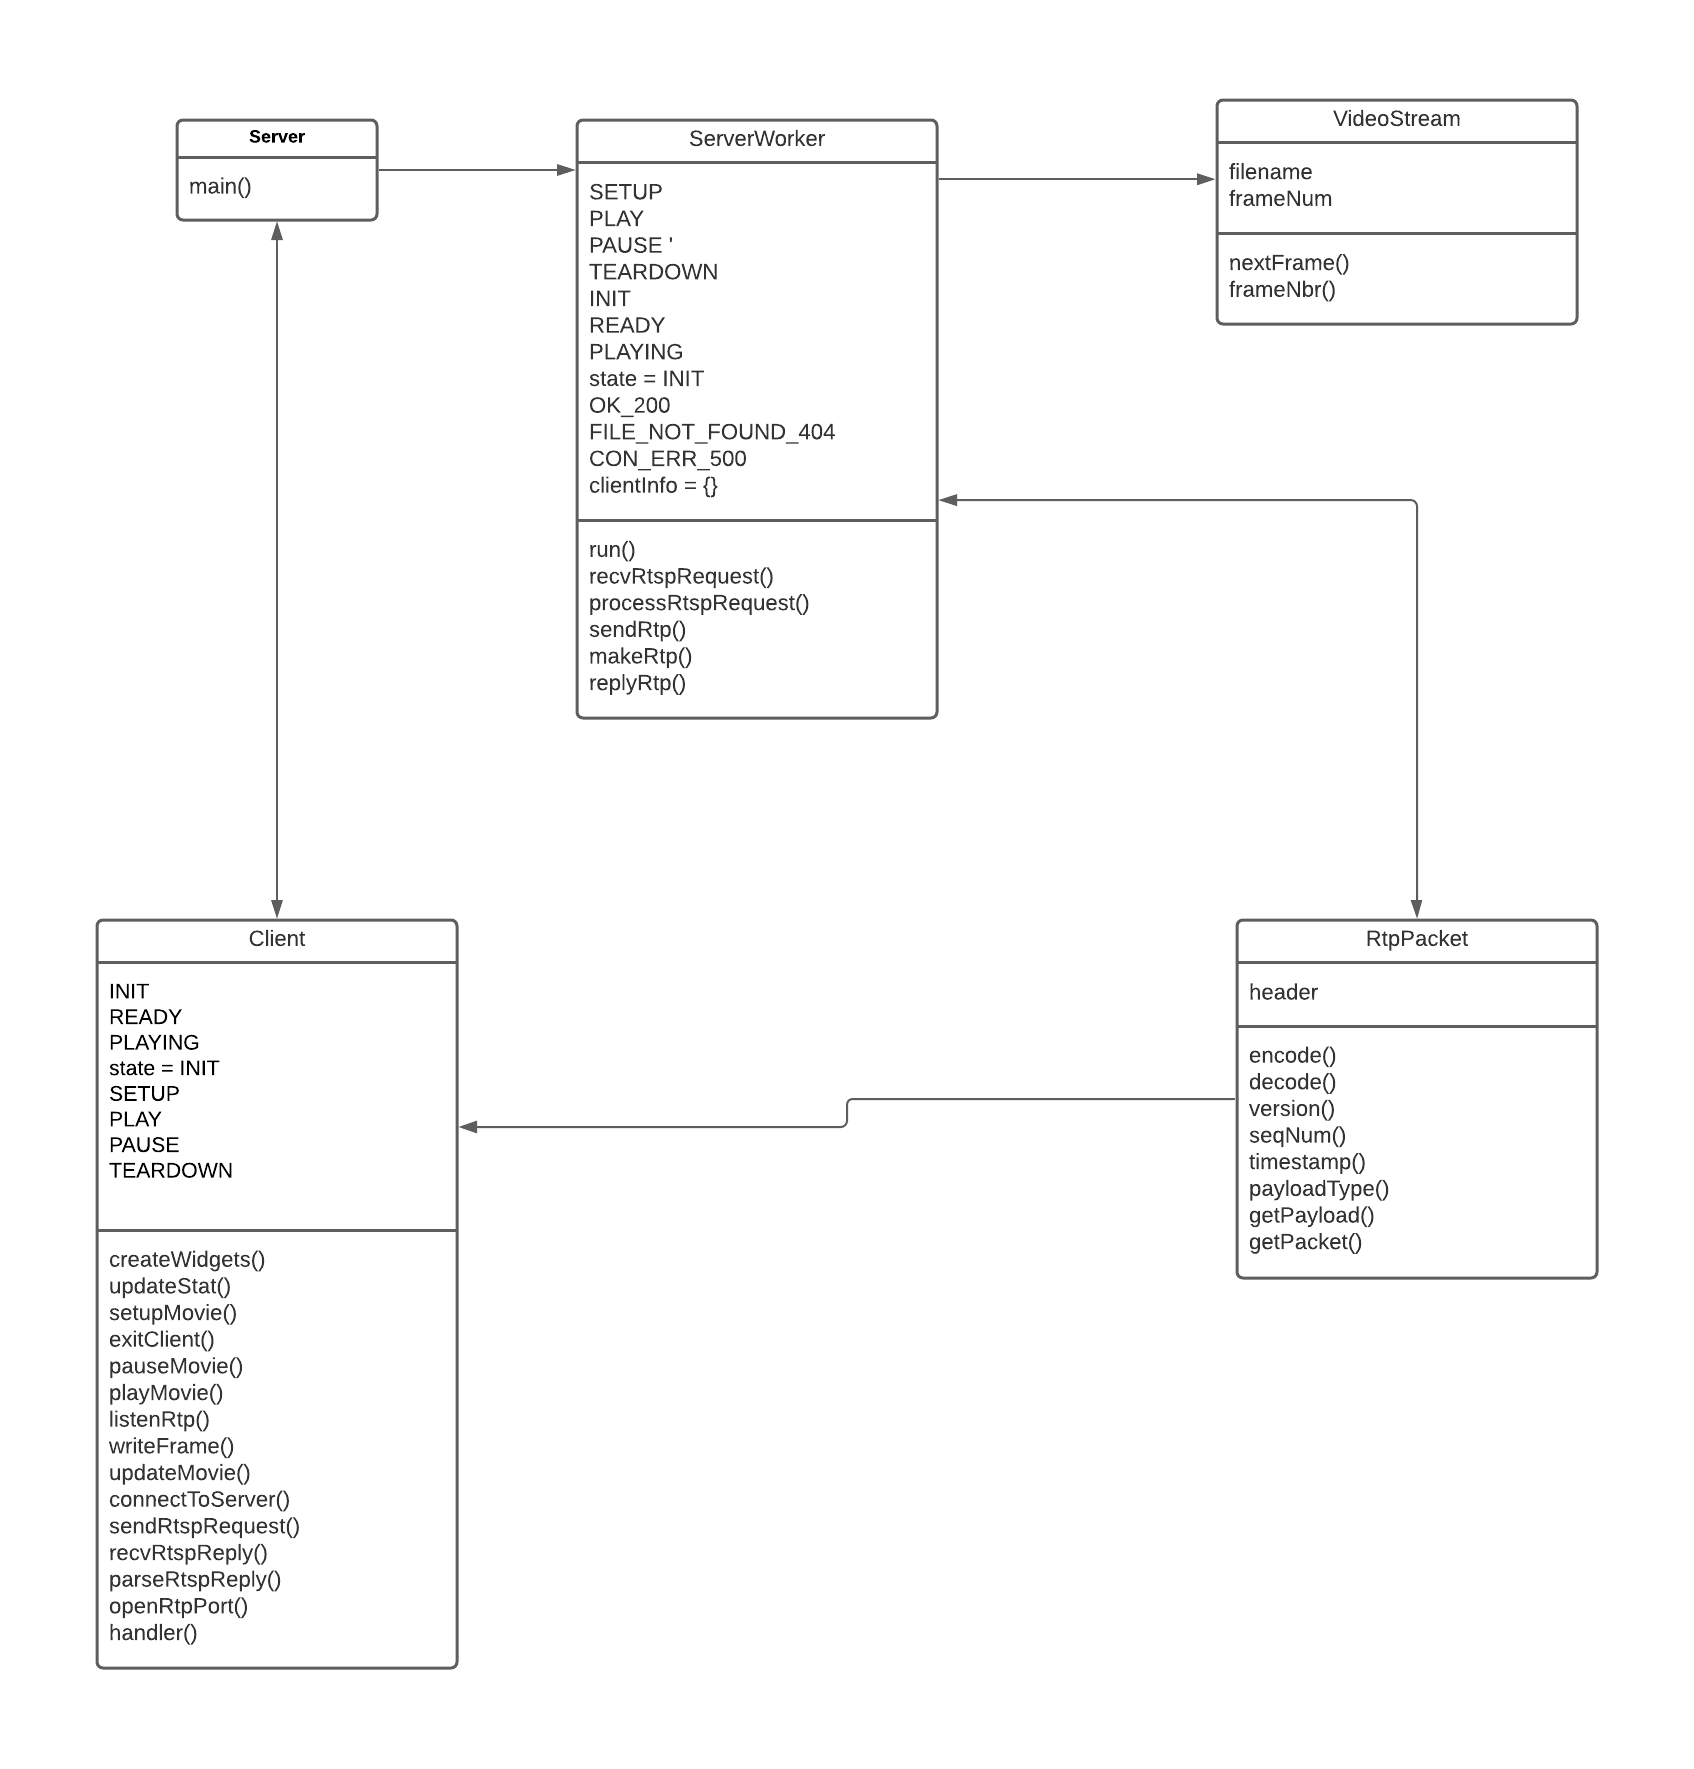 Server
main()
ServerWorker
SETUP
PLAY
PAUSE '
TEARDOWN
INIT
READY
PLAYING
state = INIT
OK_200
FILE_NOT_FOUND_404
CON_ERR_500
clientInfo = {}
run()
recvRtspRequest()
processRtspRequest()
sendRtp()
makeRtp()
replyRtp()
VideoStream
filename
frameNum
nextFrame()
frameNbr()
Client
INIT
READY
PLAYING
state = INIT
SETUP
PLAY
PAUSE
TEARDOWN
createWidgets()
updateStat()
setupMovie()
exitClient()
pauseMovie()
playMovie()
listenRtp()
writeFrame()
updateMovie()
connectToServer()
sendRtspRequest()
recvRtspReply()
parseRtspReply()
openRtpPort()
handler()
RtpPacket
header
encode()
decode()
version()
seqNum()
timestamp()
payloadType()
getPayload()
getPacket()